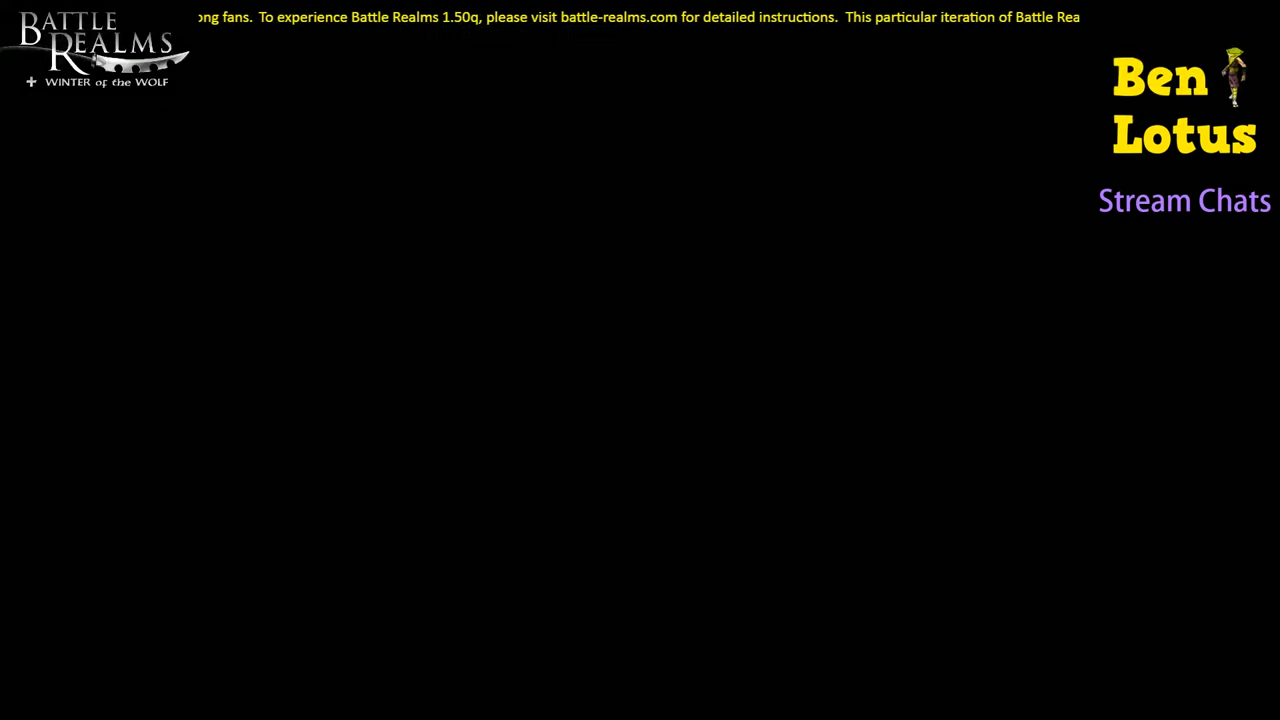 BATTLE REALMS
+ WINTER of the WOLF
ong fans.  To experience Battle Realms 1.50q, please visit battle-realms.com for detailed instructions.  This particular iteration of Battle Rea
Ben
Lotus
Stream Chats